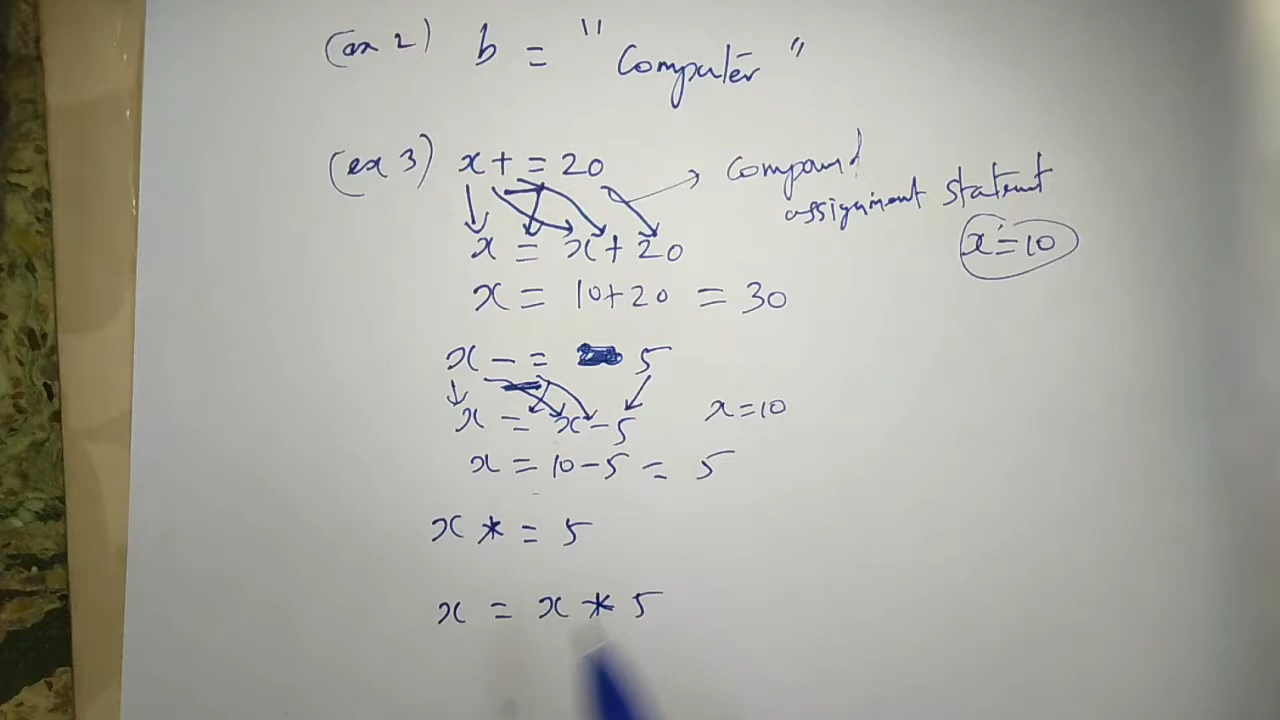 (ex 2) b = "Computer"
(ex 3) x + = 20 → Compound
assignment statment
x = x + 20
x = 10
x = 10 + 20 = 30
x - = 5
x = x - 5
x = 10
x = 10 - 5 = 5
x * = 5
x = x * 5